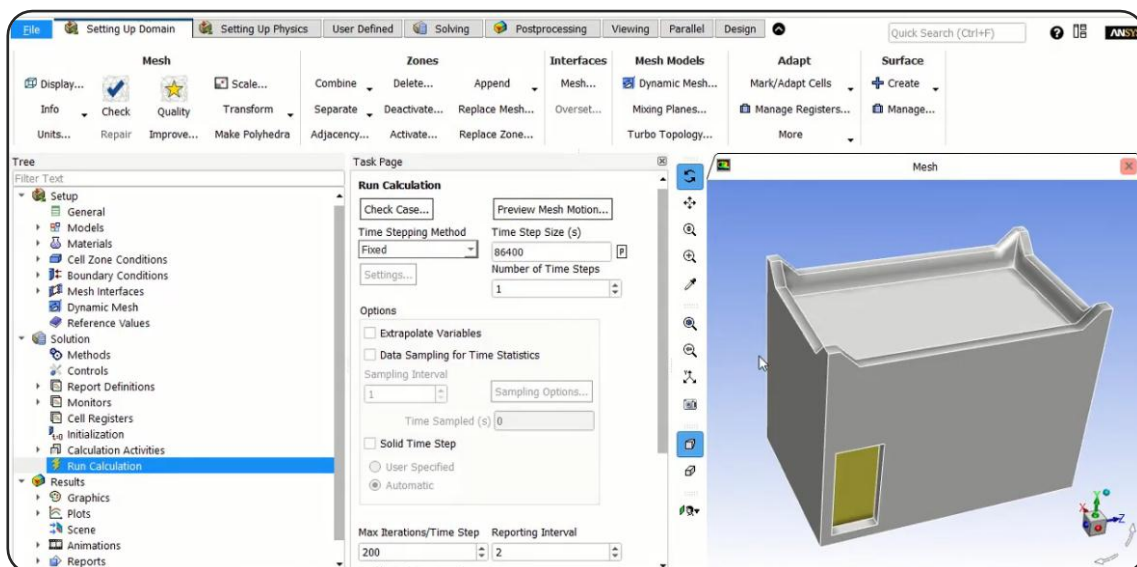 File Setting Up Domain Setting Up Physics User Defined Solving Postprocessing Viewing Parallel Design Quick Search (Ctrl+F) ANSYS
Mesh Zones Interfaces Mesh Models Adapt Surface
Display... Scale... Combine Delete... Append Mesh... Dynamic Mesh... Mark/Adapt Cells Create
Info Check Quality Transform Separate Deactivate... Replace Mesh... Overset... Mixing Planes... Manage Registers... Manage...
Units... Repair Improve... Make Polyhedra Adjacency... Activate... Replace Zone... Turbo Topology... More
Tree
Filter Text
Setup
General
Models
Materials
Cell Zone Conditions
Boundary Conditions
Mesh Interfaces
Dynamic Mesh
Reference Values
Solution
Methods
Controls
Report Definitions
Monitors
Cell Registers
t=0 Initialization
Calculation Activities
Run Calculation
Results
Graphics
Plots
Scene
Animations
Reports
Task Page
Run Calculation
Check Case... Preview Mesh Motion...
Time Stepping Method Time Step Size (s)
Fixed 86400 P
Settings... Number of Time Steps
1
Options
Extrapolate Variables
Data Sampling for Time Statistics
Sampling Interval
1 Sampling Options...
Time Sampled (s) 0
Solid Time Step
User Specified
Automatic
Max Iterations/Time Step Reporting Interval
200 2
Mesh
Y
X Z